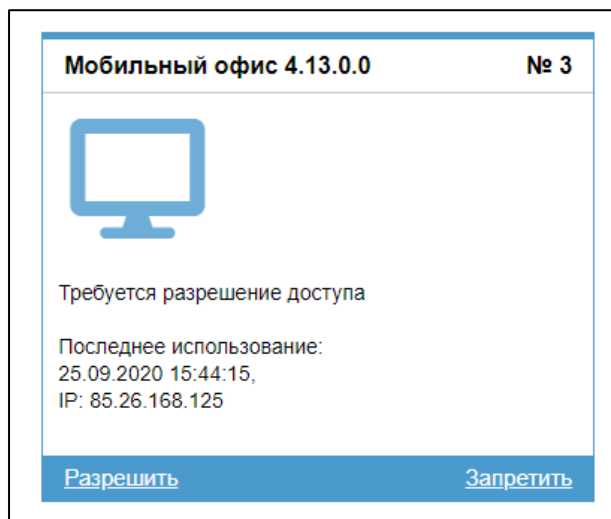 Мобильный офис 4.13.0.0 № 3
Требуется разрешение доступа
Последнее использование:
25.09.2020 15:44:15,
IP: 85.26.168.125
Разрешить Запретить